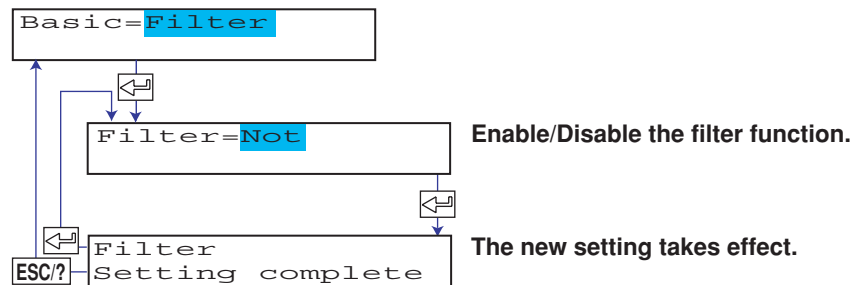 Basic=Filter
Filter=Not
Enable/Disable the filter function.
Filter
Setting complete
The new setting takes effect.
ESC/?